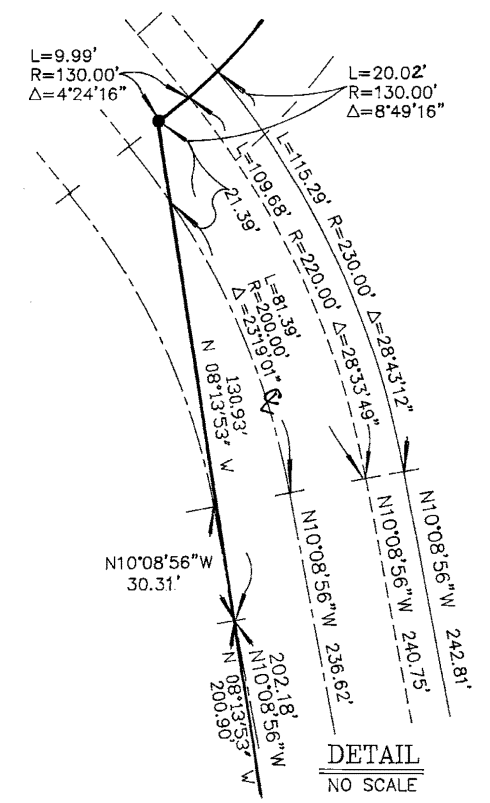 L=9.99'
R=130.00'
Δ=4°24'16"
L=20.02'
R=130.00'
Δ=8°49'16"
L=115.29' R=230.00' Δ=28°43'12"
L=109.68' R=220.00' Δ=28°33'49"
21.39'
L=81.39'
R=200.00'
Δ=23°19'01"
130.93'
N 08°13'53" W
N10°08'56"W
30.31'
N10°08'56"W 236.62'
N10°08'56"W 240.75'
N10°08'56"W 242.81'
202.18'
N10°08'56"W
N 08°13'53" W
200.90'
DETAIL
NO SCALE